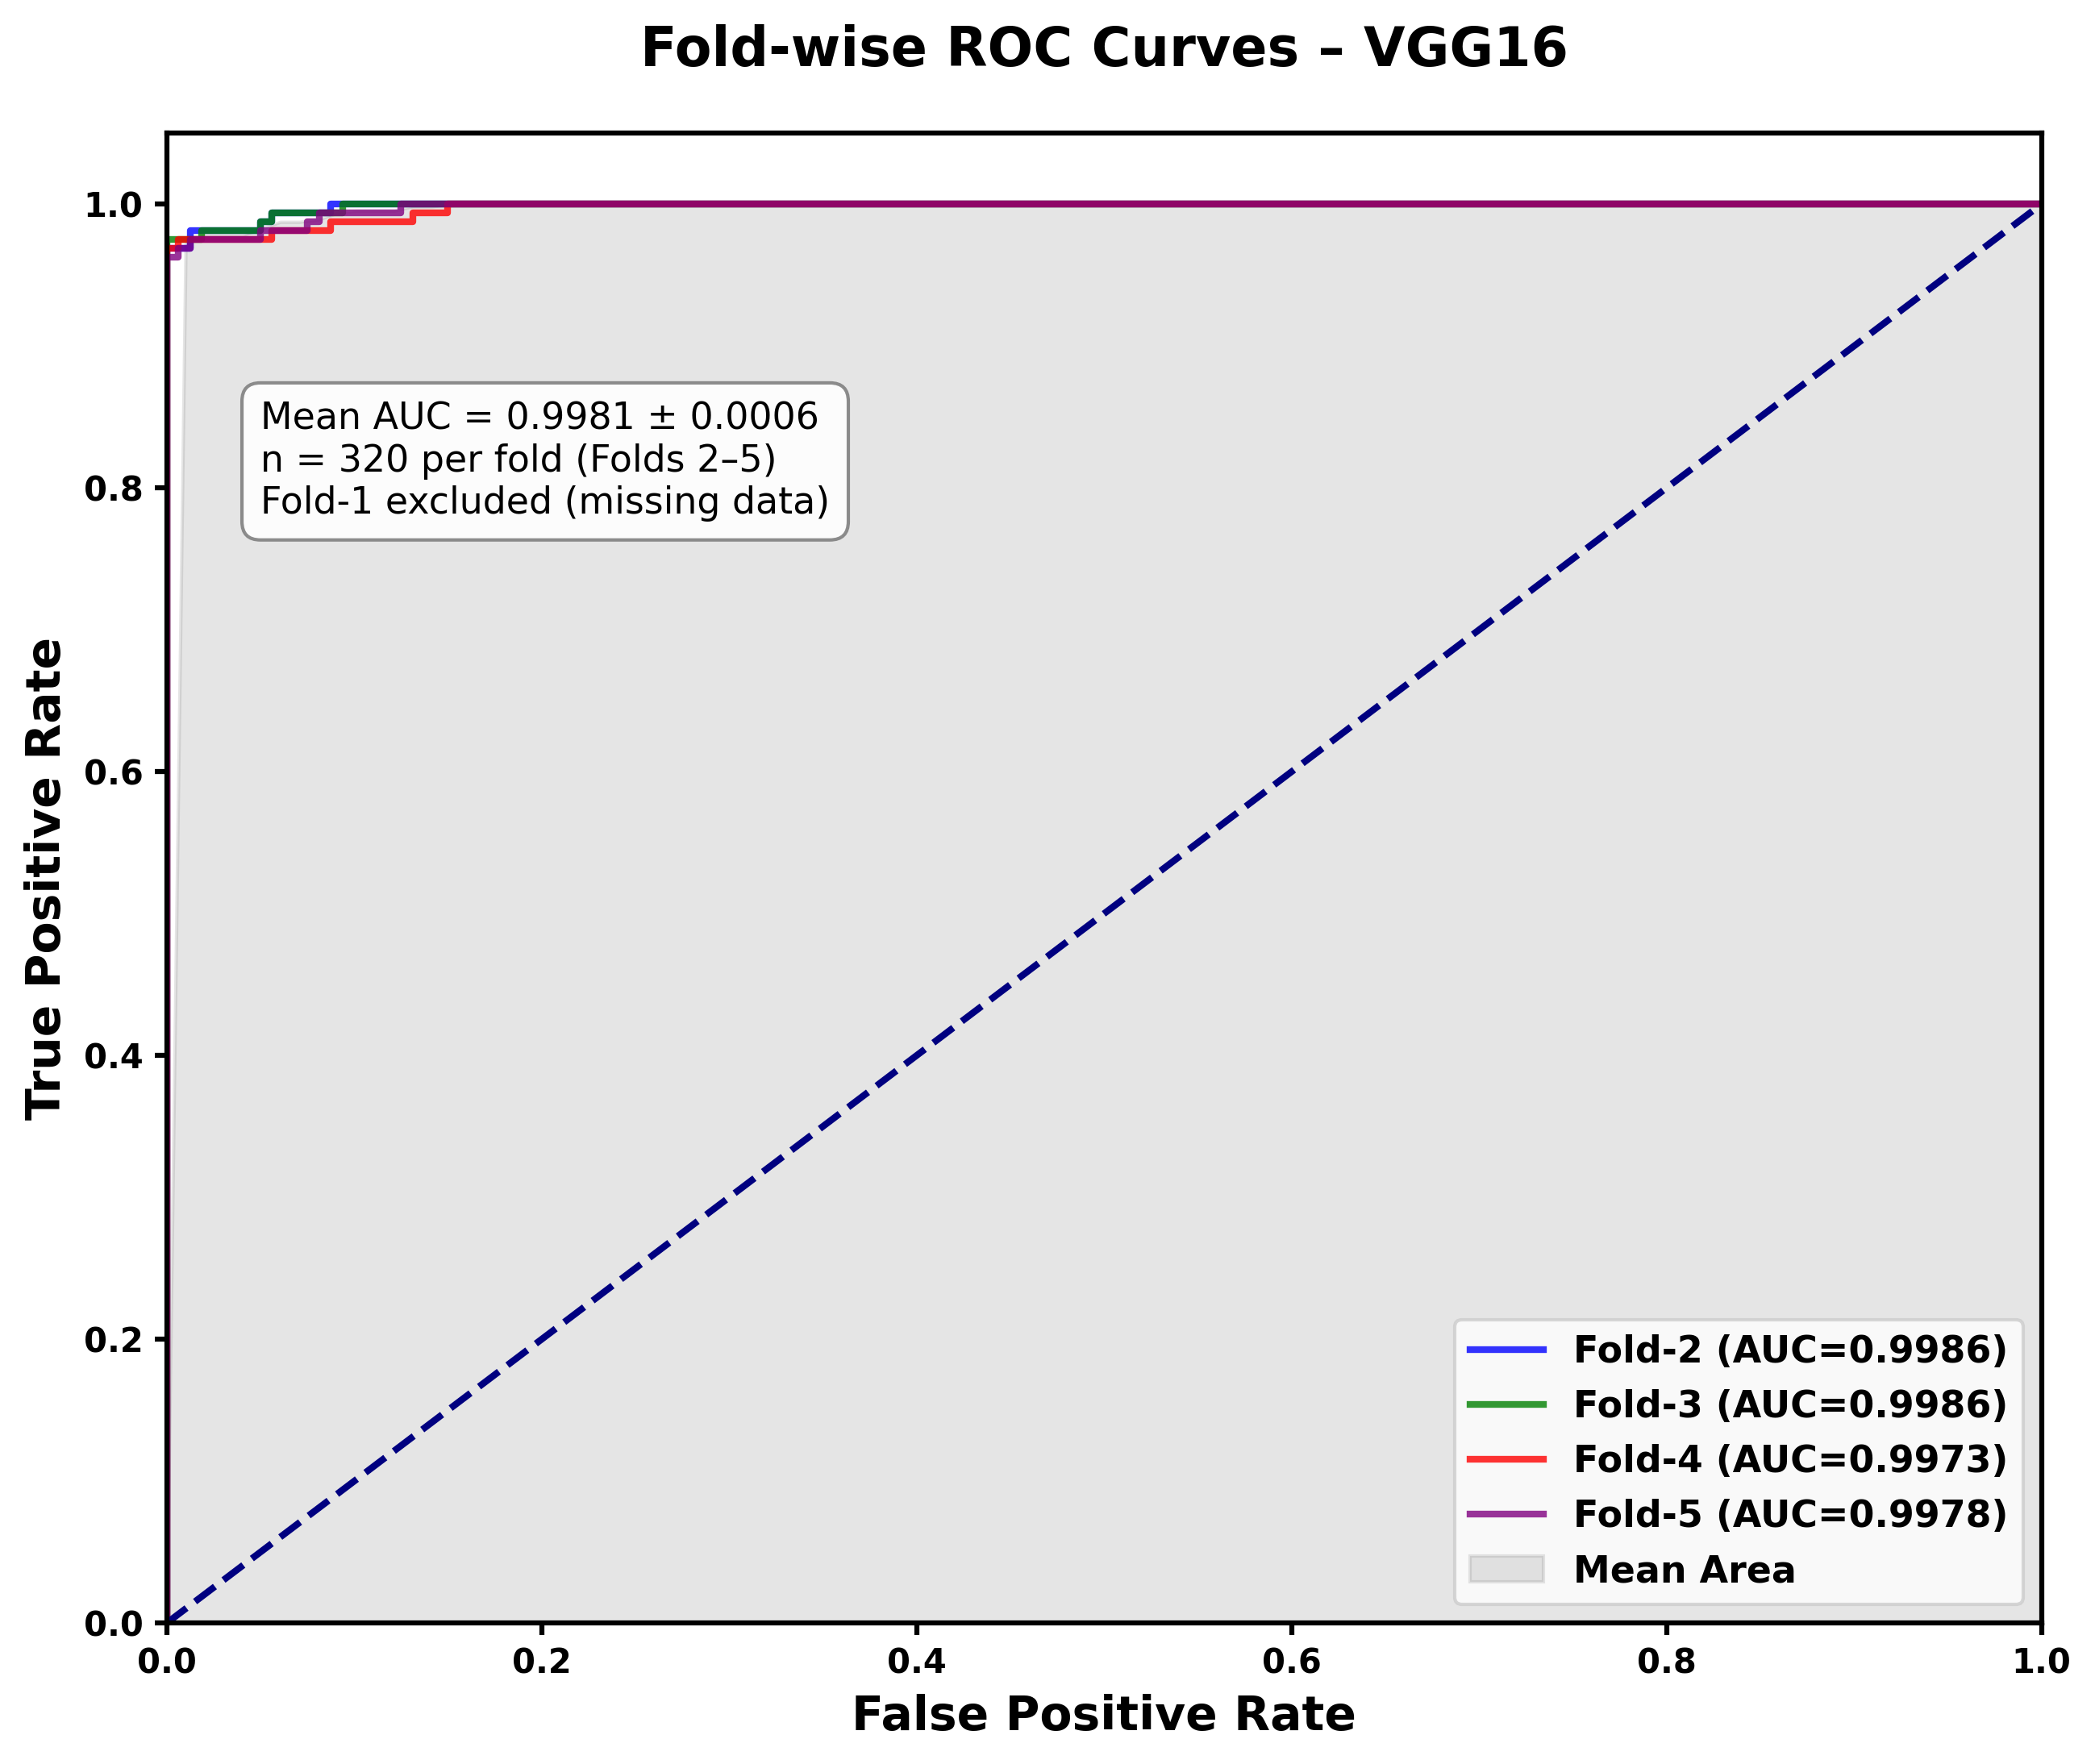 Fold-wise ROC Curves – VGG16
1.0
0.8
0.6
0.4
0.2
0.0
True Positive Rate
Mean AUC = 0.9981 ± 0.0006
n = 320 per fold (Folds 2–5)
Fold-1 excluded (missing data)
Fold-2 (AUC=0.9986)
Fold-3 (AUC=0.9986)
Fold-4 (AUC=0.9973)
Fold-5 (AUC=0.9978)
Mean Area
0.0 0.2 0.4 0.6 0.8 1.0
False Positive Rate